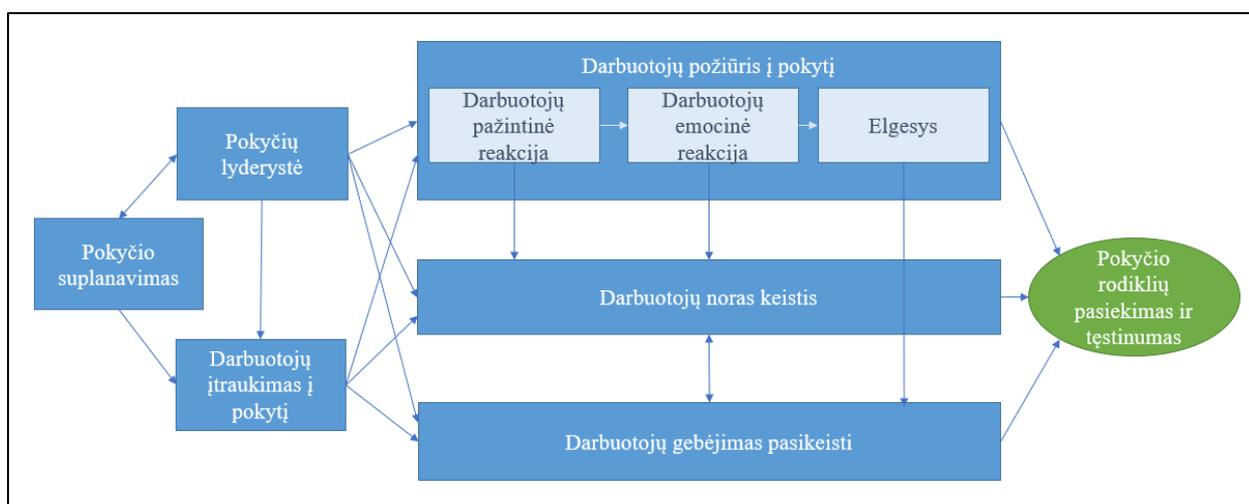 Darbuotojų požiūris į pokytį
Darbuotojų
pažintinė
reakcija
Darbuotojų
emocinė
reakcija
Elgesys
Pokyčių
lyderystė
Pokyčio
suplanavimas
Darbuotojų
įtraukimas į
pokytį
Darbuotojų noras keistis
Darbuotojų gebėjimas pasikeisti
Pokyčio
rodiklių
pasiekimas ir
tęstinumas